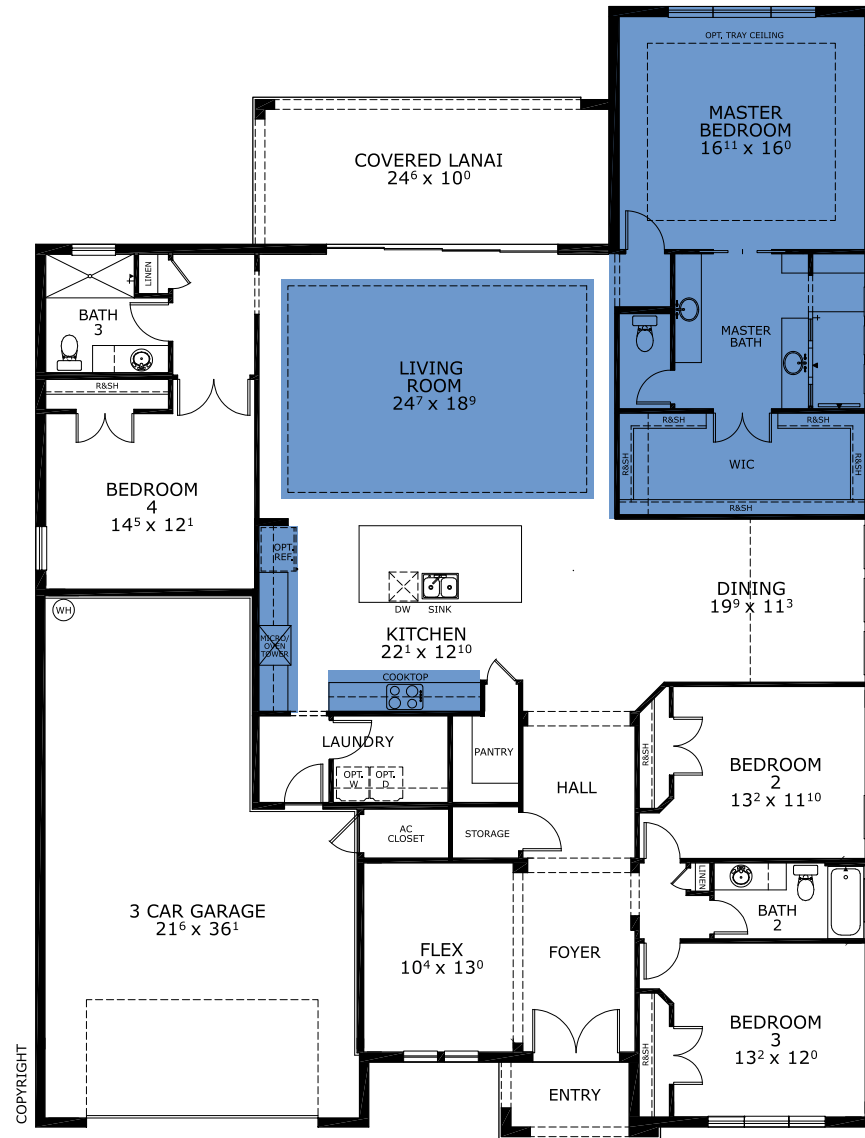 OPT. TRAY CEILING
MASTER
BEDROOM
16¹¹ x 16⁰
COVERED LANAI
24⁶ x 10⁰
LINEN
BATH
3
R&SH
LIVING
ROOM
24⁷ x 18⁹
MASTER
BATH
R&SH
R&SH
R&SH
WIC
R&SH
R&SH
BEDROOM
4
14⁵ x 12¹
OPT.
REF.
DW
SINK
DINING
19⁹ x 11³
WH
MICRO/
OVEN
TOWER
KITCHEN
22¹ x 12¹⁰
COOKTOP
LAUNDRY
OPT.
W
OPT.
D
PANTRY
HALL
R&SH
BEDROOM
2
13² x 11¹⁰
AC
CLOSET
STORAGE
LINEN
BATH
2
3 CAR GARAGE
21⁶ x 36¹
FLEX
10⁴ x 13⁰
FOYER
R&SH
BEDROOM
3
13² x 12⁰
ENTRY
COPYRIGHT